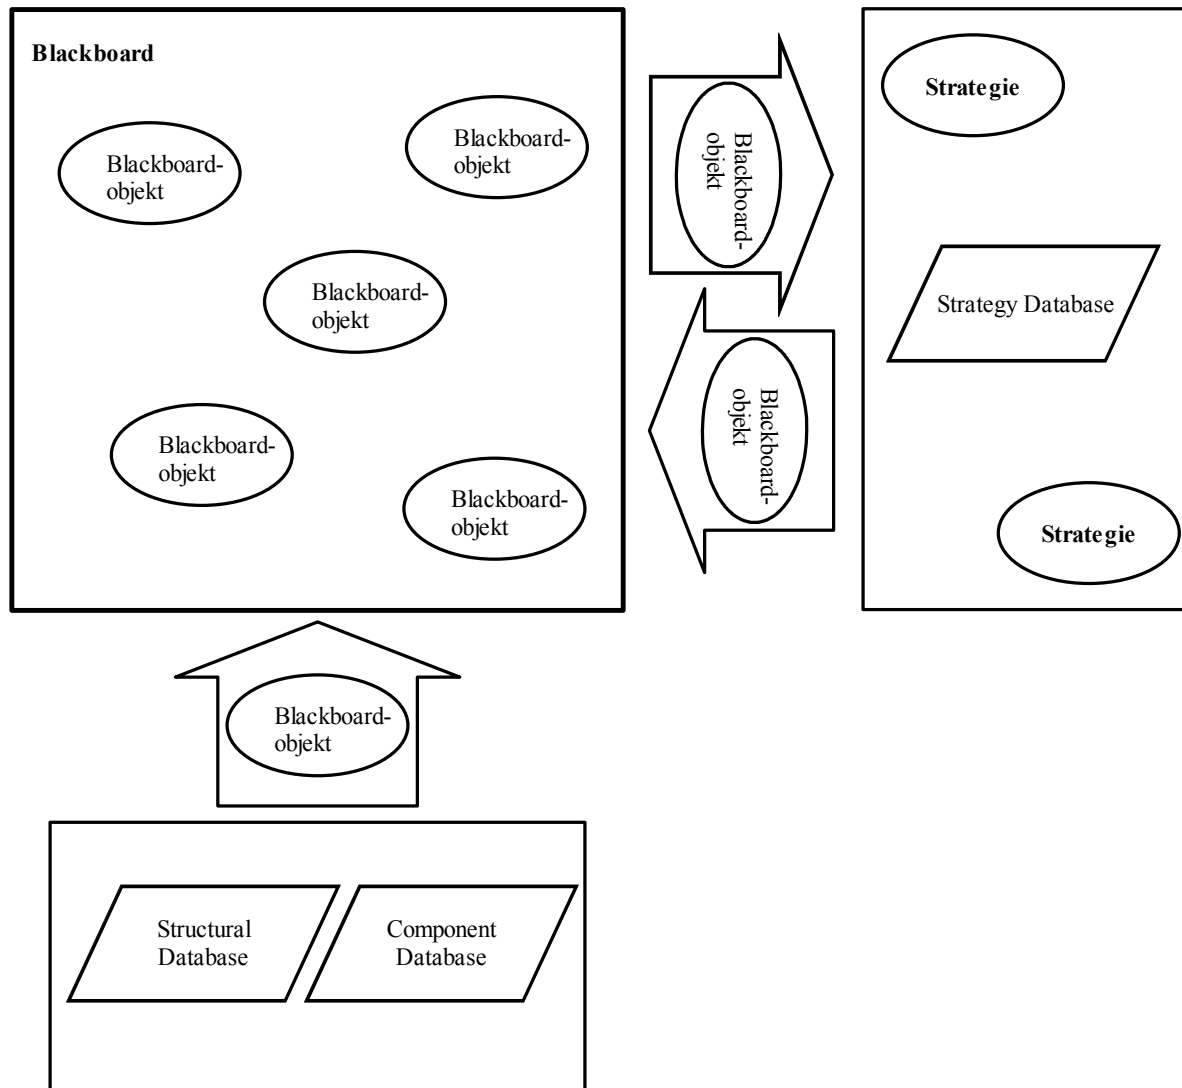 Blackboard
Blackboard-
objekt
Blackboard-
objekt
Blackboard-
objekt
Blackboard-
objekt
Blackboard-
objekt
Blackboard-
objekt
Blackboard-
objekt
Strategie
Strategy Database
Strategie
Blackboard-
objekt
Structural
Database
Component
Database